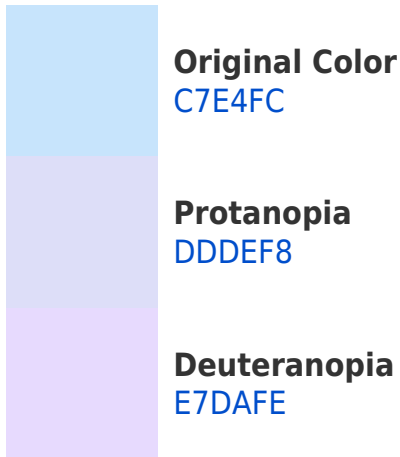 Original Color
C7E4FC
Protanopia
DDDEF8
Deuteranopia
E7DAFE